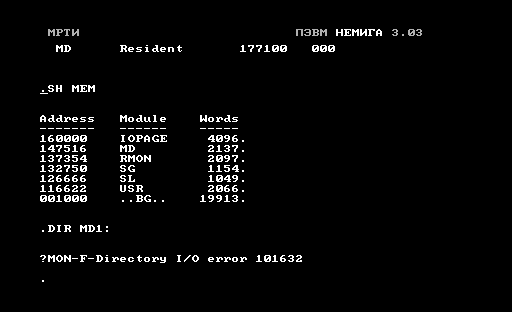 МРТИ ПЭВМ НЕМИГА 3.03
MD Resident 177100 000
.SH MEM
Address Module Words
------- ------ -----
160000 IOPAGE 4096.
147516 MD 2137.
137354 RMON 2097.
132750 SG 1154.
126666 SL 1049.
116622 USR 2066.
001000 ..BG.. 19913.
.DIR MD1:
?MON-F-Directory I/O error 101632
.